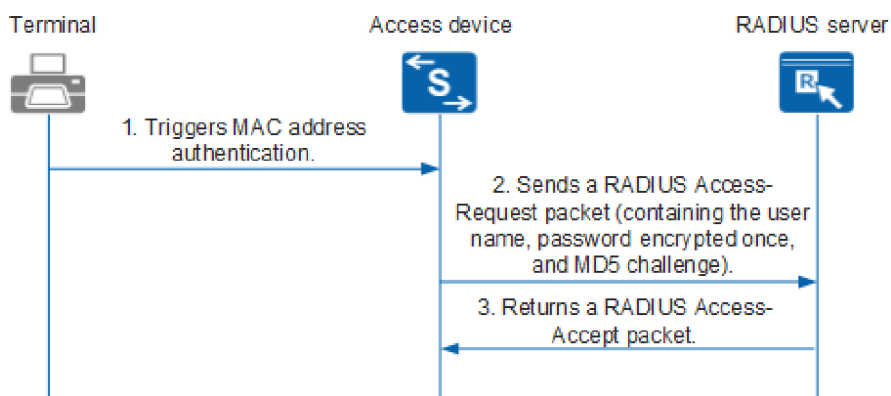 Terminal
Access device
RADIUS server
S
R
1. Triggers MAC address
authentication.
2. Sends a RADIUS Access-
Request packet (containing the user
name, password encrypted once,
and MD5 challenge).
3. Returns a RADIUS Access-
Accept packet.